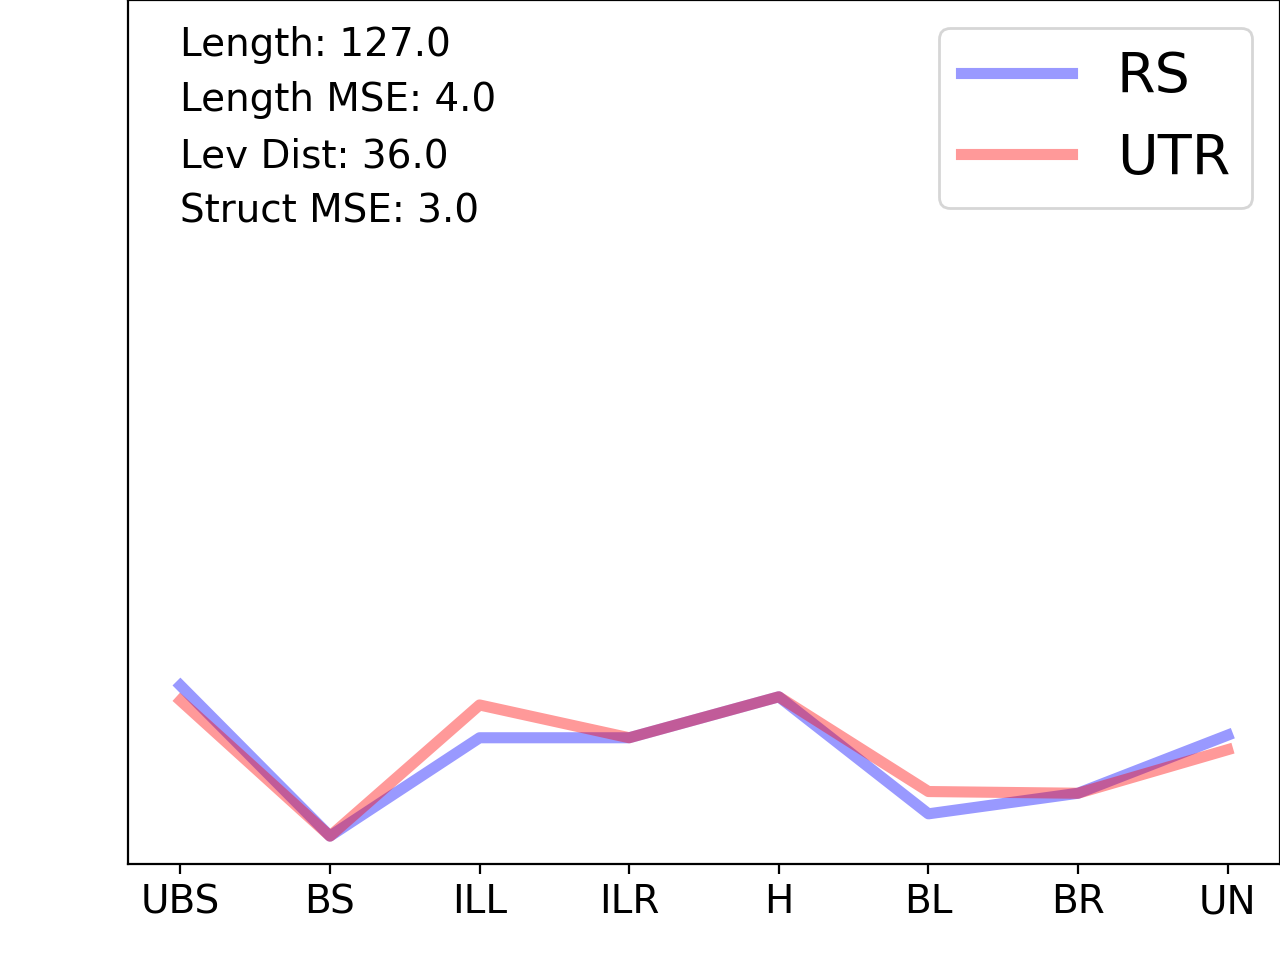 Length: 127.0
Length MSE: 4.0
Lev Dist: 36.0
Struct MSE: 3.0
RS
UTR
UBS BS ILL ILR H BL BR UN